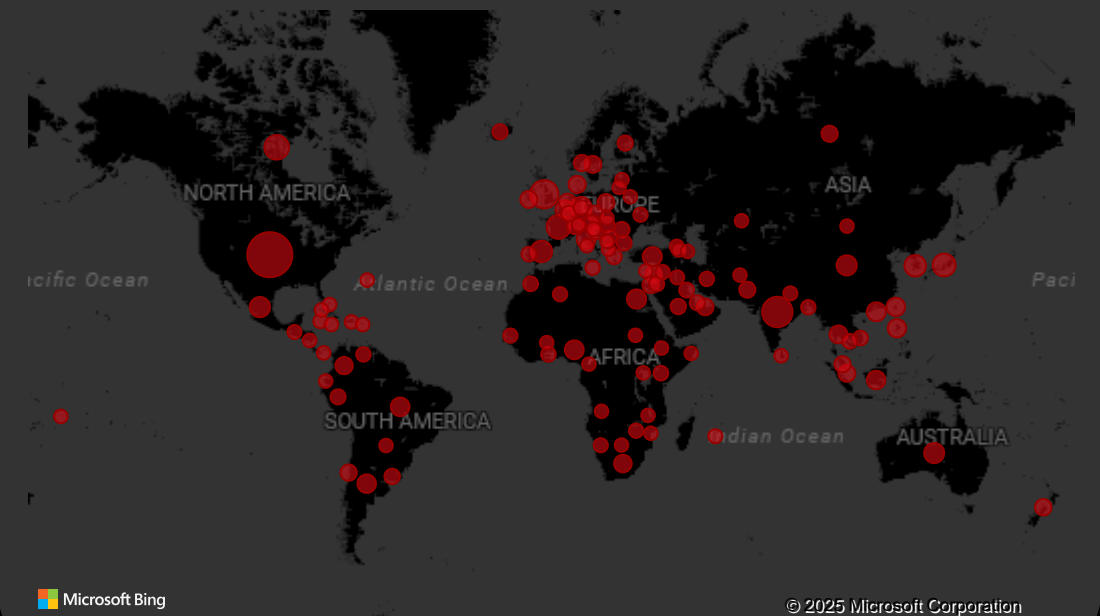 NORTH AMERICA
ASIA
EUROPE
acific Ocean
Atlantic Ocean
Paci
AFRICA
SOUTH AMERICA
Indian Ocean
AUSTRALIA
Microsoft Bing
© 2025 Microsoft Corporation